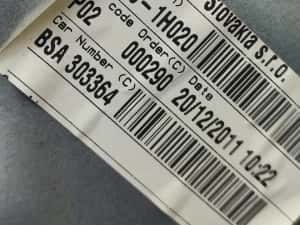 Slovakia s.r.o.
P02
-1H020
Car Number (C)
code Order(C)
Date
BSA 303364
000290
20/12/2011 10:22